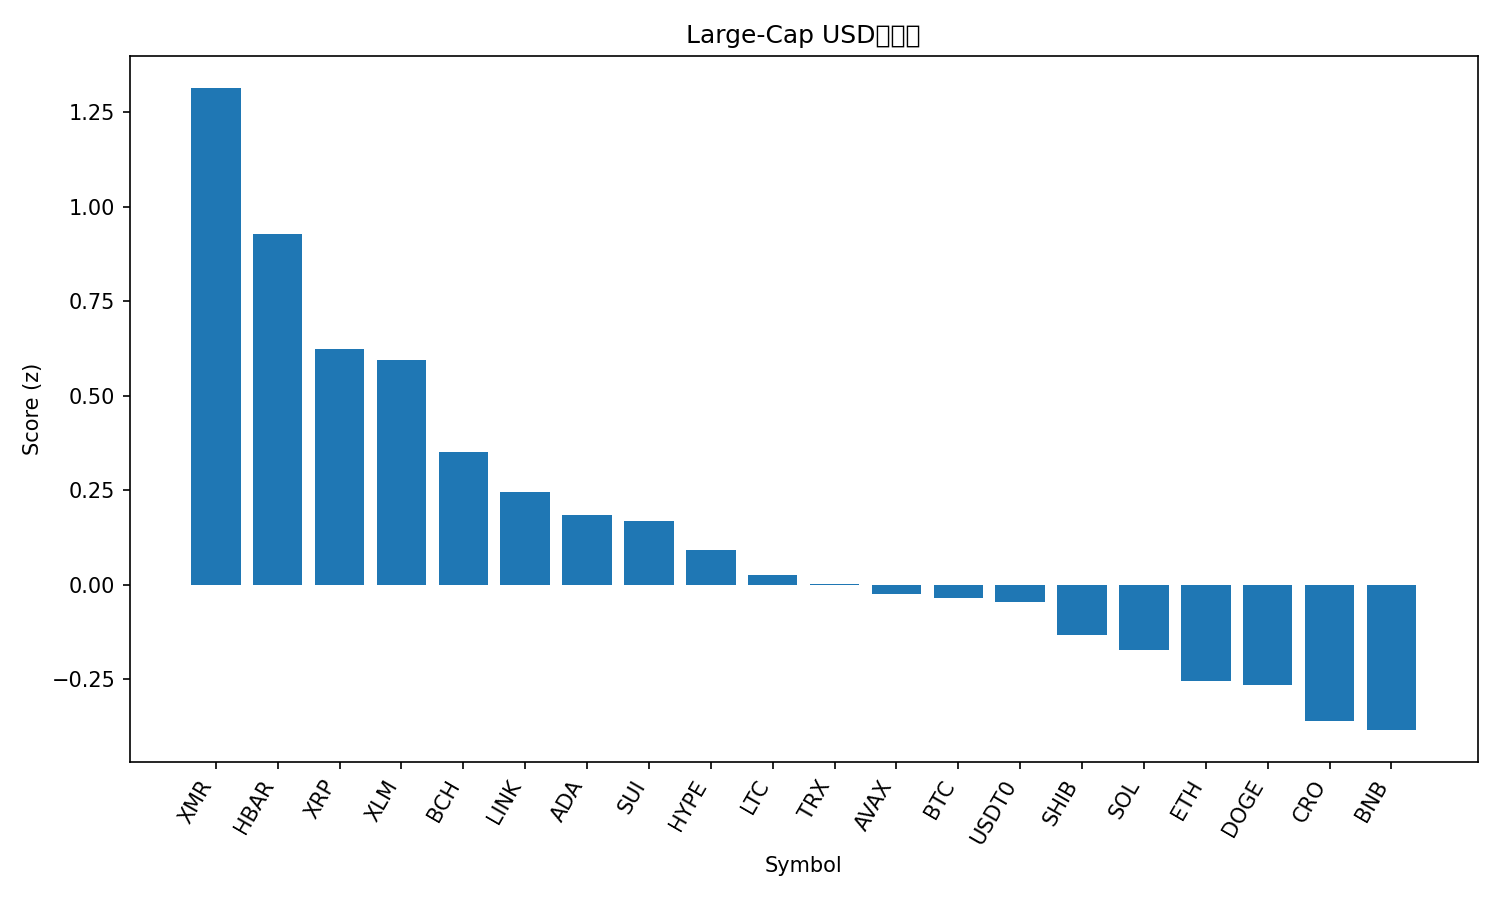 Large-Cap USD
1.25
1.00
0.75
0.50
0.25
0.00
−0.25
Score (z)
XMR
HBAR
XRP
XLM
BCH
LINK
ADA
SUI
HYPE
LTC
TRX
AVAX
BTC
USDT0
SHIB
SOL
ETH
DOGE
CRO
BNB
Symbol